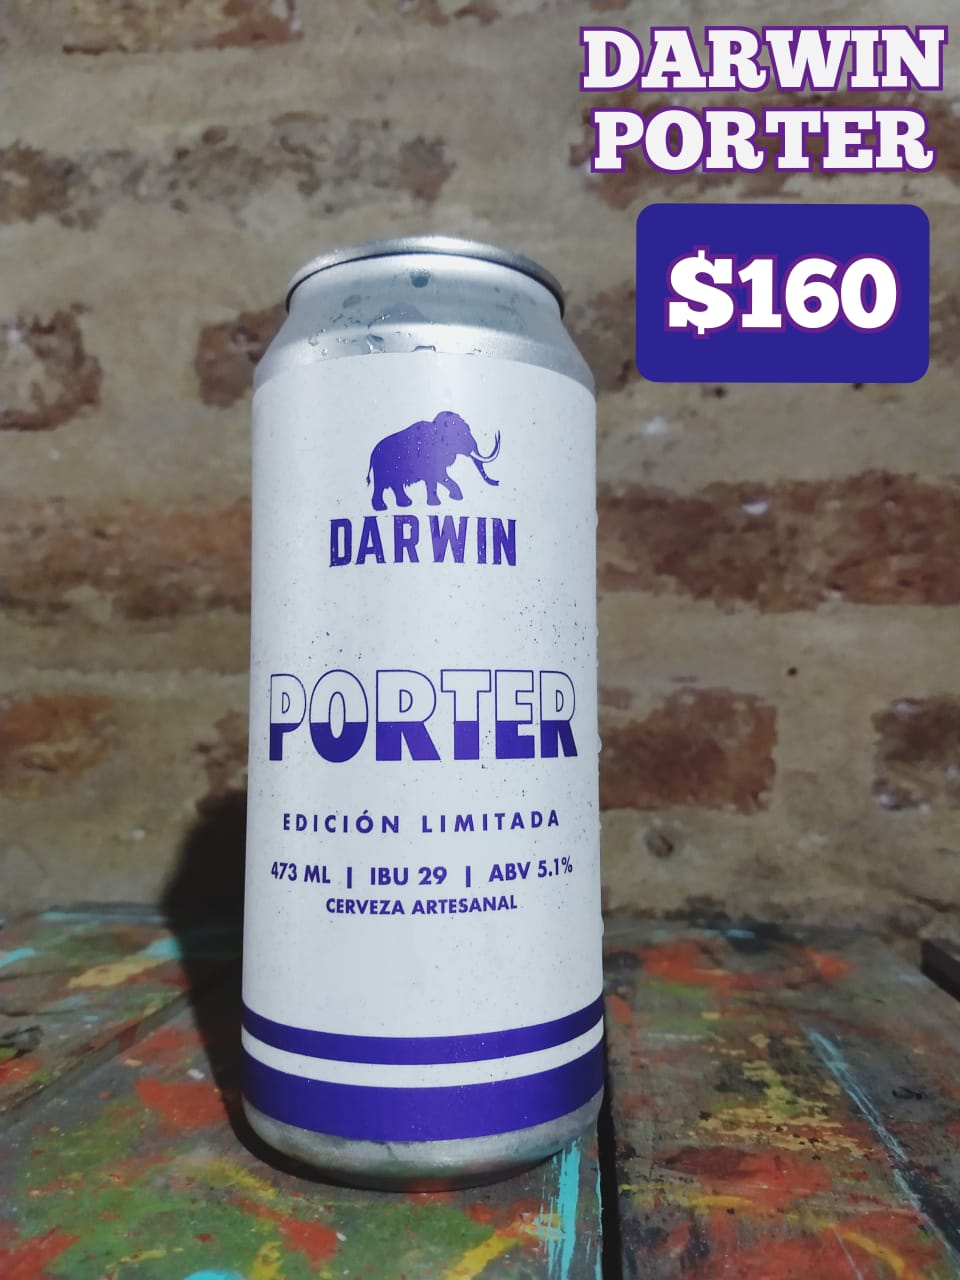 DARWIN
PORTER
$160
DARWIN
PORTER
EDICIÓN LIMITADA
473 ML | IBU 29 | ABV 5.1%
CERVEZA ARTESANAL